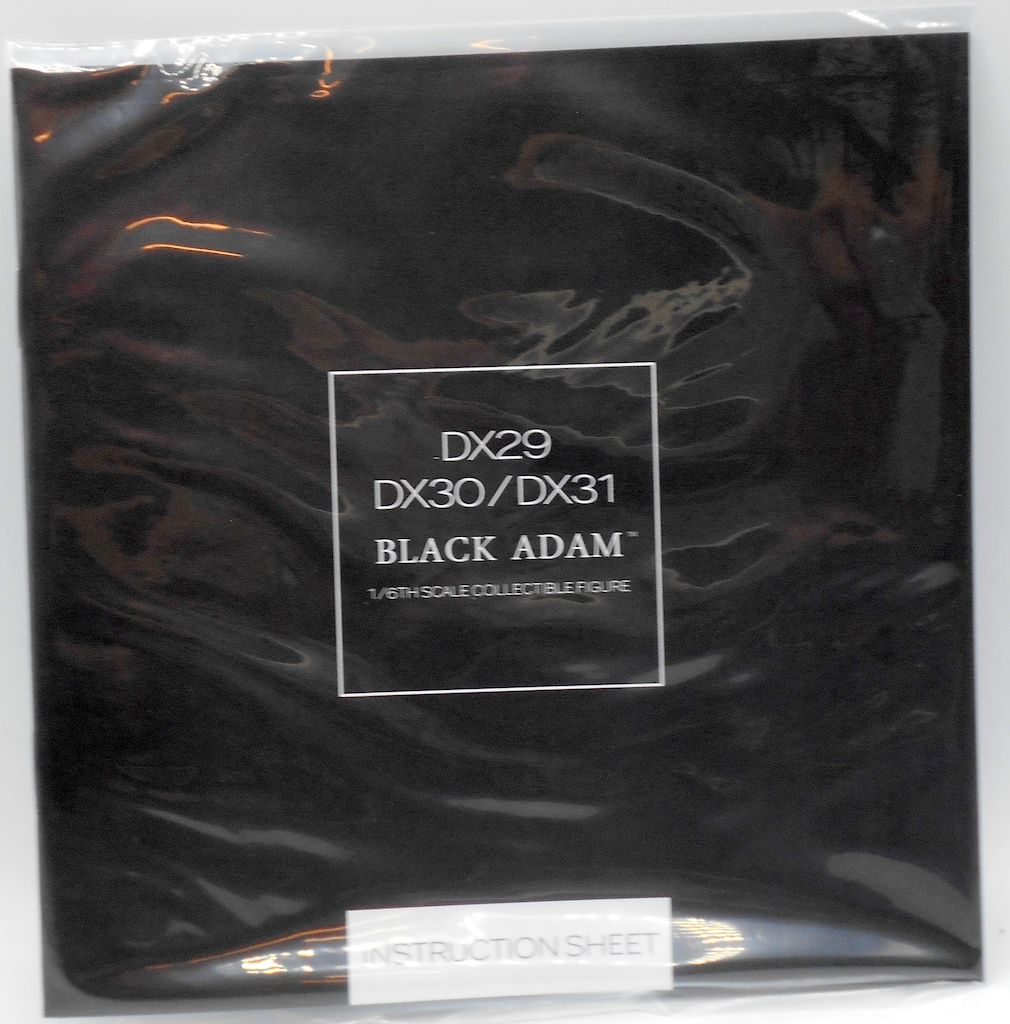 DX29
DX30/DX31
BLACK ADAM™
1/6TH SCALE COLLECTIBLE FIGURE
INSTRUCTION SHEET